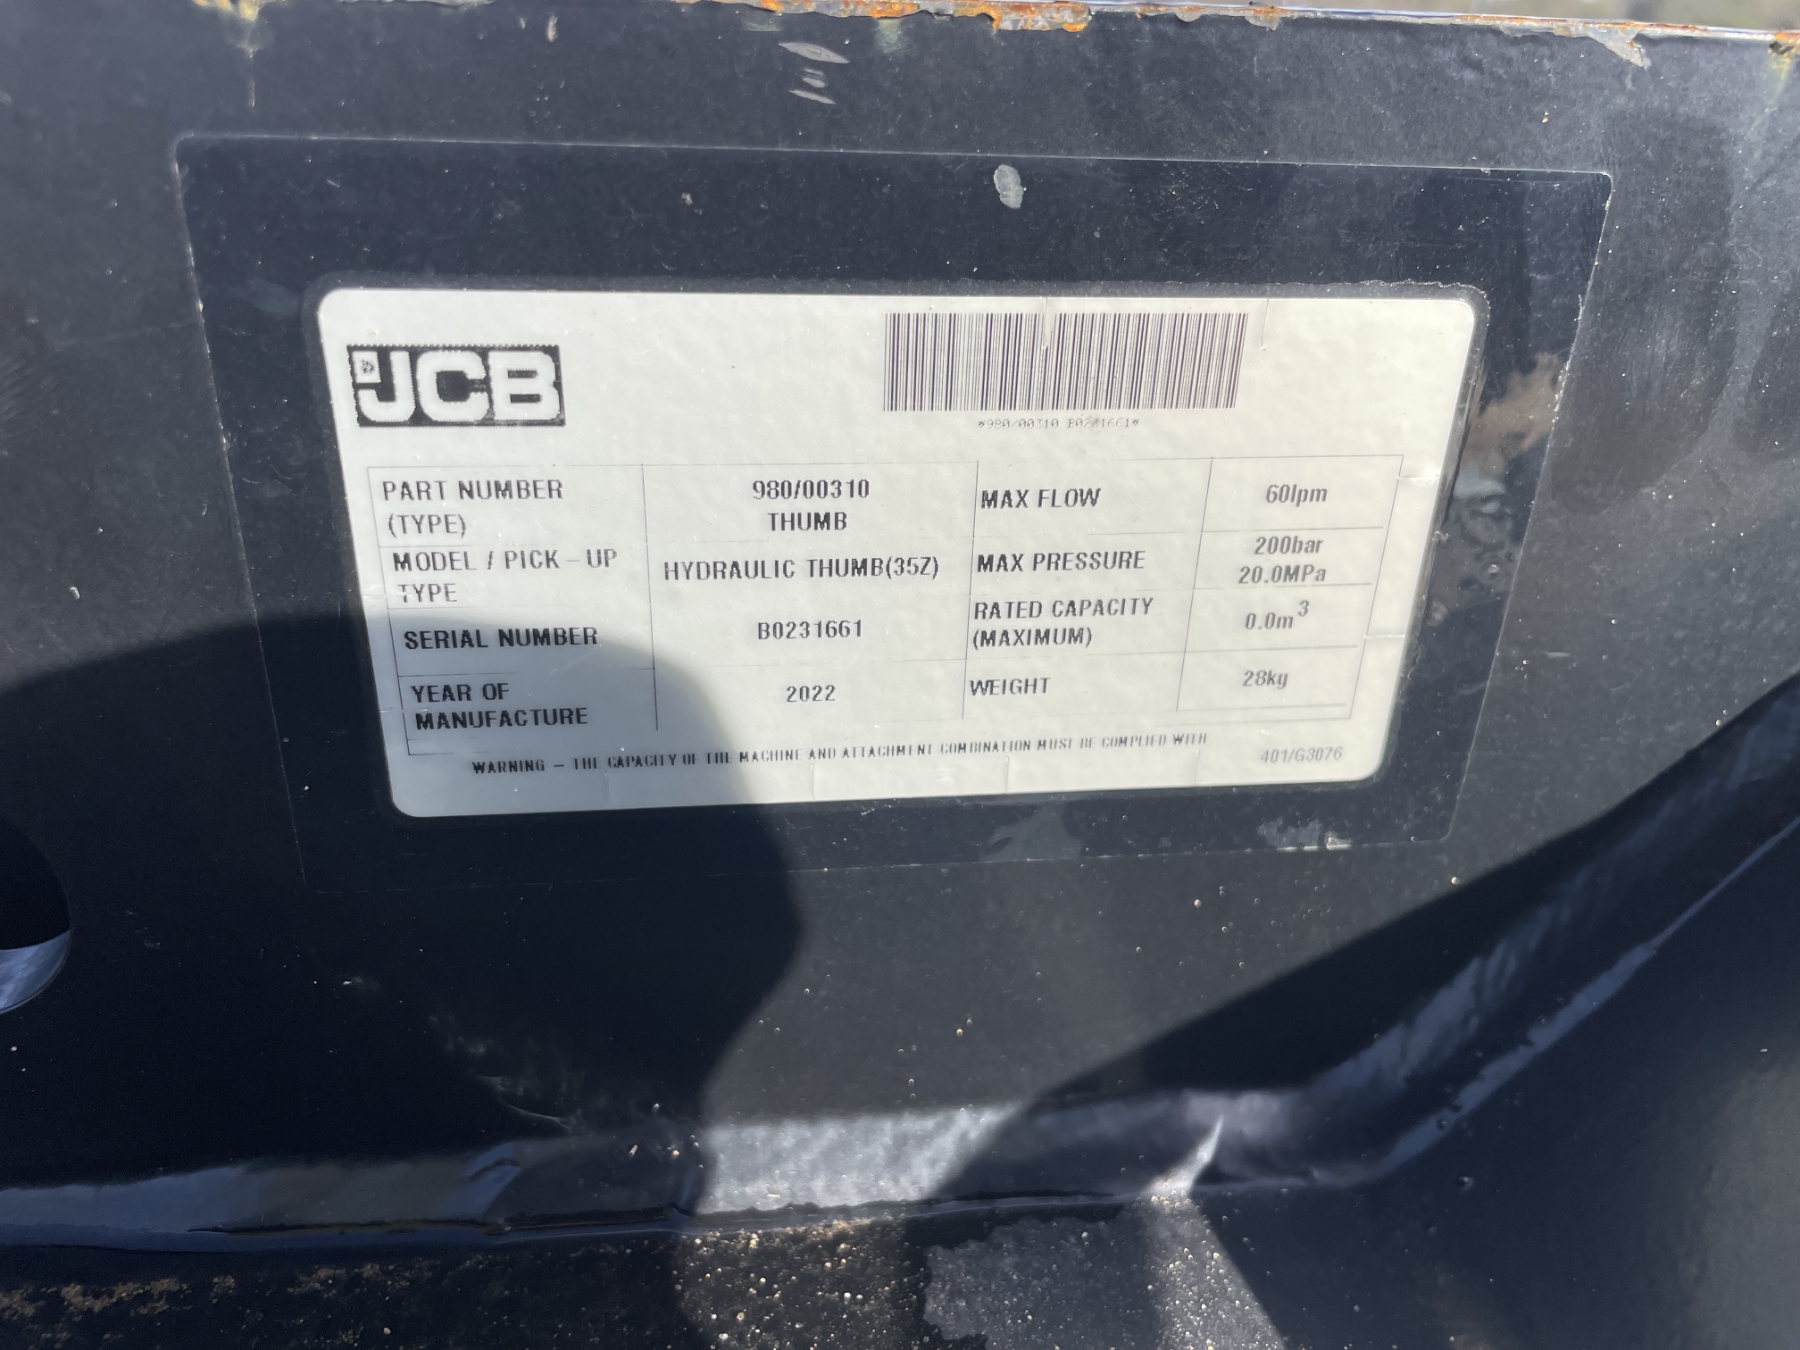 JCB
*980/00310 B0231661*
PART NUMBER (TYPE)
980/00310 THUMB
MAX FLOW
60lpm
MODEL / PICK-UP TYPE
HYDRAULIC THUMB(35Z)
MAX PRESSURE
200bar 20.0MPa
SERIAL NUMBER
B0231661
RATED CAPACITY (MAXIMUM)
0.0m³
YEAR OF MANUFACTURE
2022
WEIGHT
28kg
WARNING - THE CAPACITY OF THE MACHINE AND ATTACHMENT COMBINATION MUST BE COMPLIED WITH
401/G3076